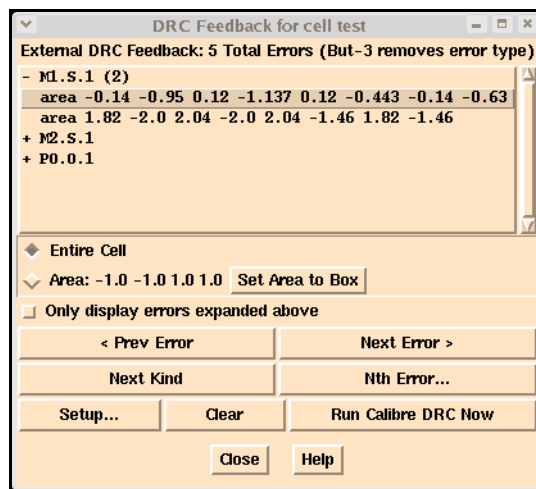 DRC Feedback for cell test
External DRC Feedback: 5 Total Errors (But-3 removes error type)
- M1.S.1 (2)
area -0.14 -0.95 0.12 -1.137 0.12 -0.443 -0.14 -0.63
area 1.82 -2.0 2.04 -2.0 2.04 -1.46 1.82 -1.46
+ M2.S.1
+ PO.O.1
Entire Cell
Area: -1.0 -1.0 1.0 1.0 Set Area to Box
Only display errors expanded above
< Prev Error Next Error >
Next Kind Nth Error...
Setup... Clear Run Calibre DRC Now
Close Help